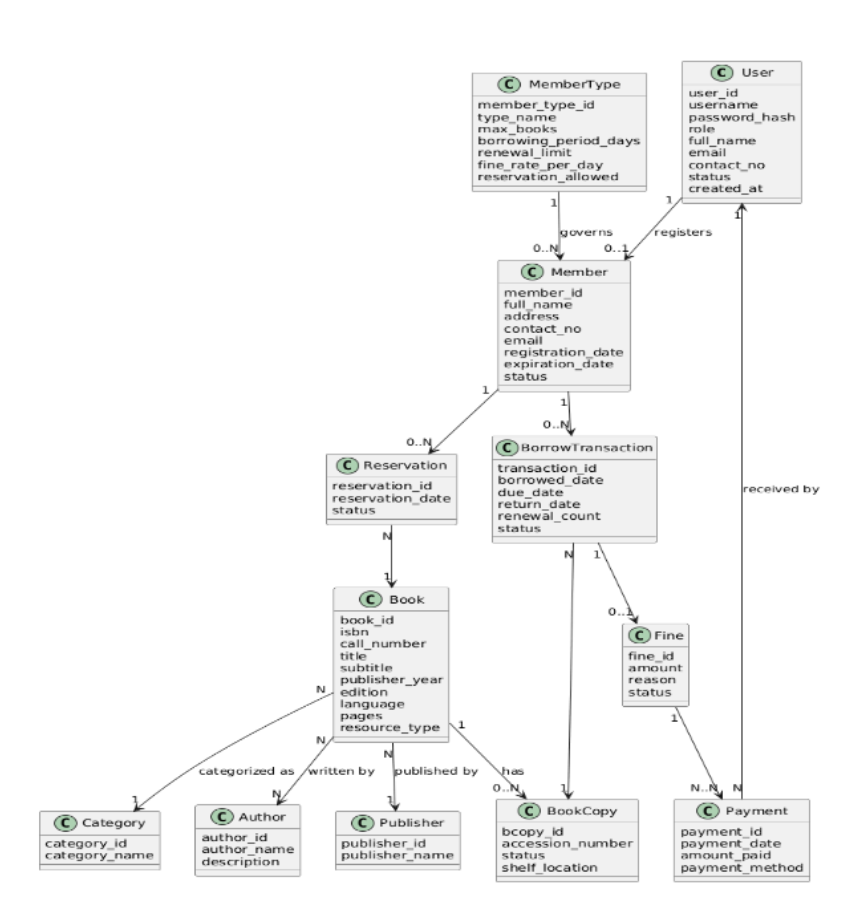 C MemberType
member_type_id
type_name
max_books
borrowing_period_days
renewal_limit
fine_rate_per_day
reservation_allowed
C User
user_id
username
password_hash
role
full_name
email
contact_no
status
created_at
1
governs
0..N
1
registers
0..1
1
C Member
member_id
full_name
address
contact_no
email
registration_date
expiration_date
status
1
0..N
1
0..N
C Reservation
reservation_id
reservation_date
status
C BorrowTransaction
transaction_id
borrowed_date
due_date
return_date
renewal_count
status
received by
N
1
N
1
0..1
C Book
book_id
isbn
call_number
title
subtitle
publisher_year
edition
language
pages
resource_type
C Fine
fine_id
amount
reason
status
N
categorized as
1
N
written by
N
N
published by
1
1
has
0..N
1
1
N..N
N
C Category
category_id
category_name
C Author
author_id
author_name
description
C Publisher
publisher_id
publisher_name
C BookCopy
bcopy_id
accession_number
status
shelf_location
C Payment
payment_id
payment_date
amount_paid
payment_method